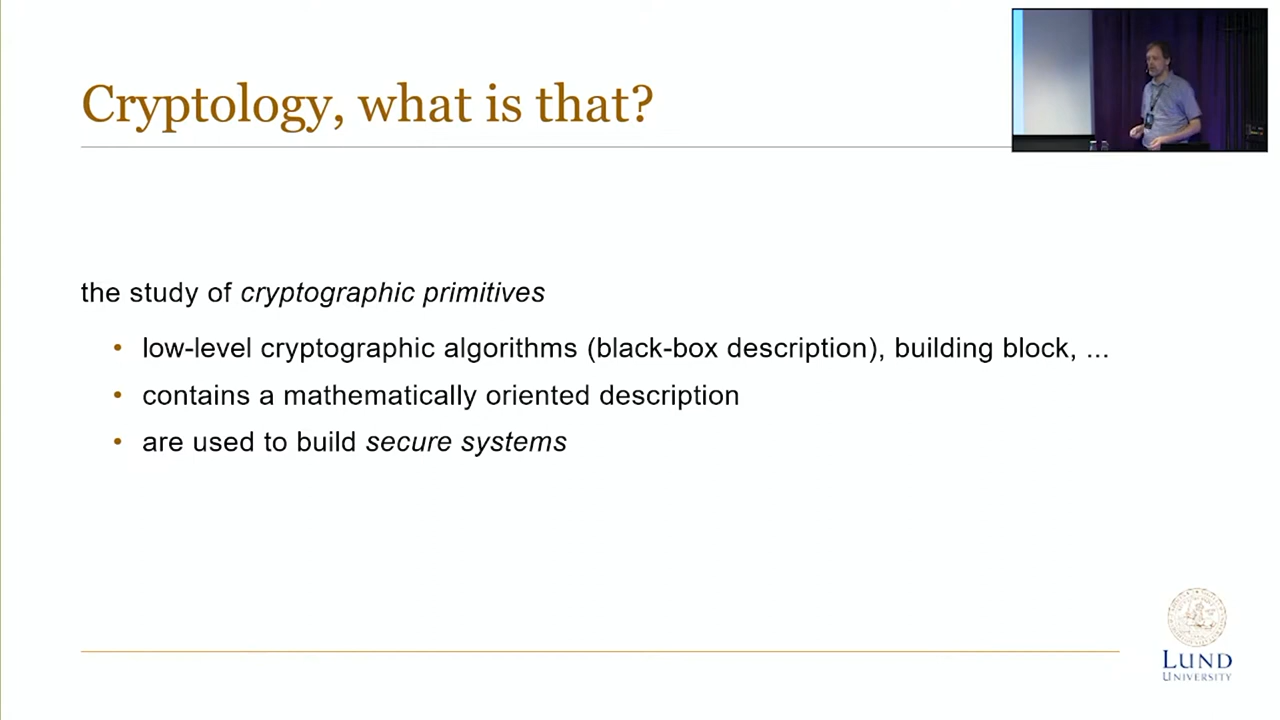 Cryptology, what is that?
the study of cryptographic primitives
• low-level cryptographic algorithms (black-box description), building block, ...
• contains a mathematically oriented description
• are used to build secure systems
LUND
UNIVERSITY